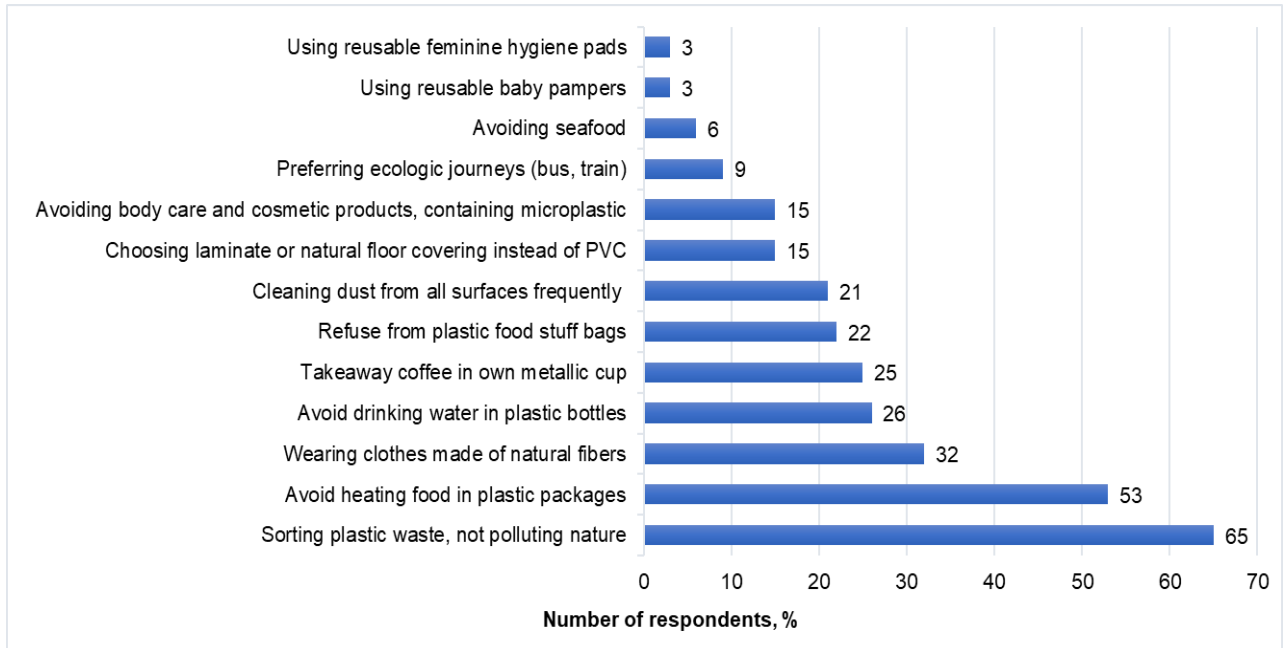 Using reusable feminine hygiene pads 3
Using reusable baby pampers 3
Avoiding seafood 6
Preferring ecologic journeys (bus, train) 9
Avoiding body care and cosmetic products, containing microplastic 15
Choosing laminate or natural floor covering instead of PVC 15
Cleaning dust from all surfaces frequently 21
Refuse from plastic food stuff bags 22
Takeaway coffee in own metallic cup 25
Avoid drinking water in plastic bottles 26
Wearing clothes made of natural fibers 32
Avoid heating food in plastic packages 53
Sorting plastic waste, not polluting nature 65
0 10 20 30 40 50 60 70
Number of respondents, %